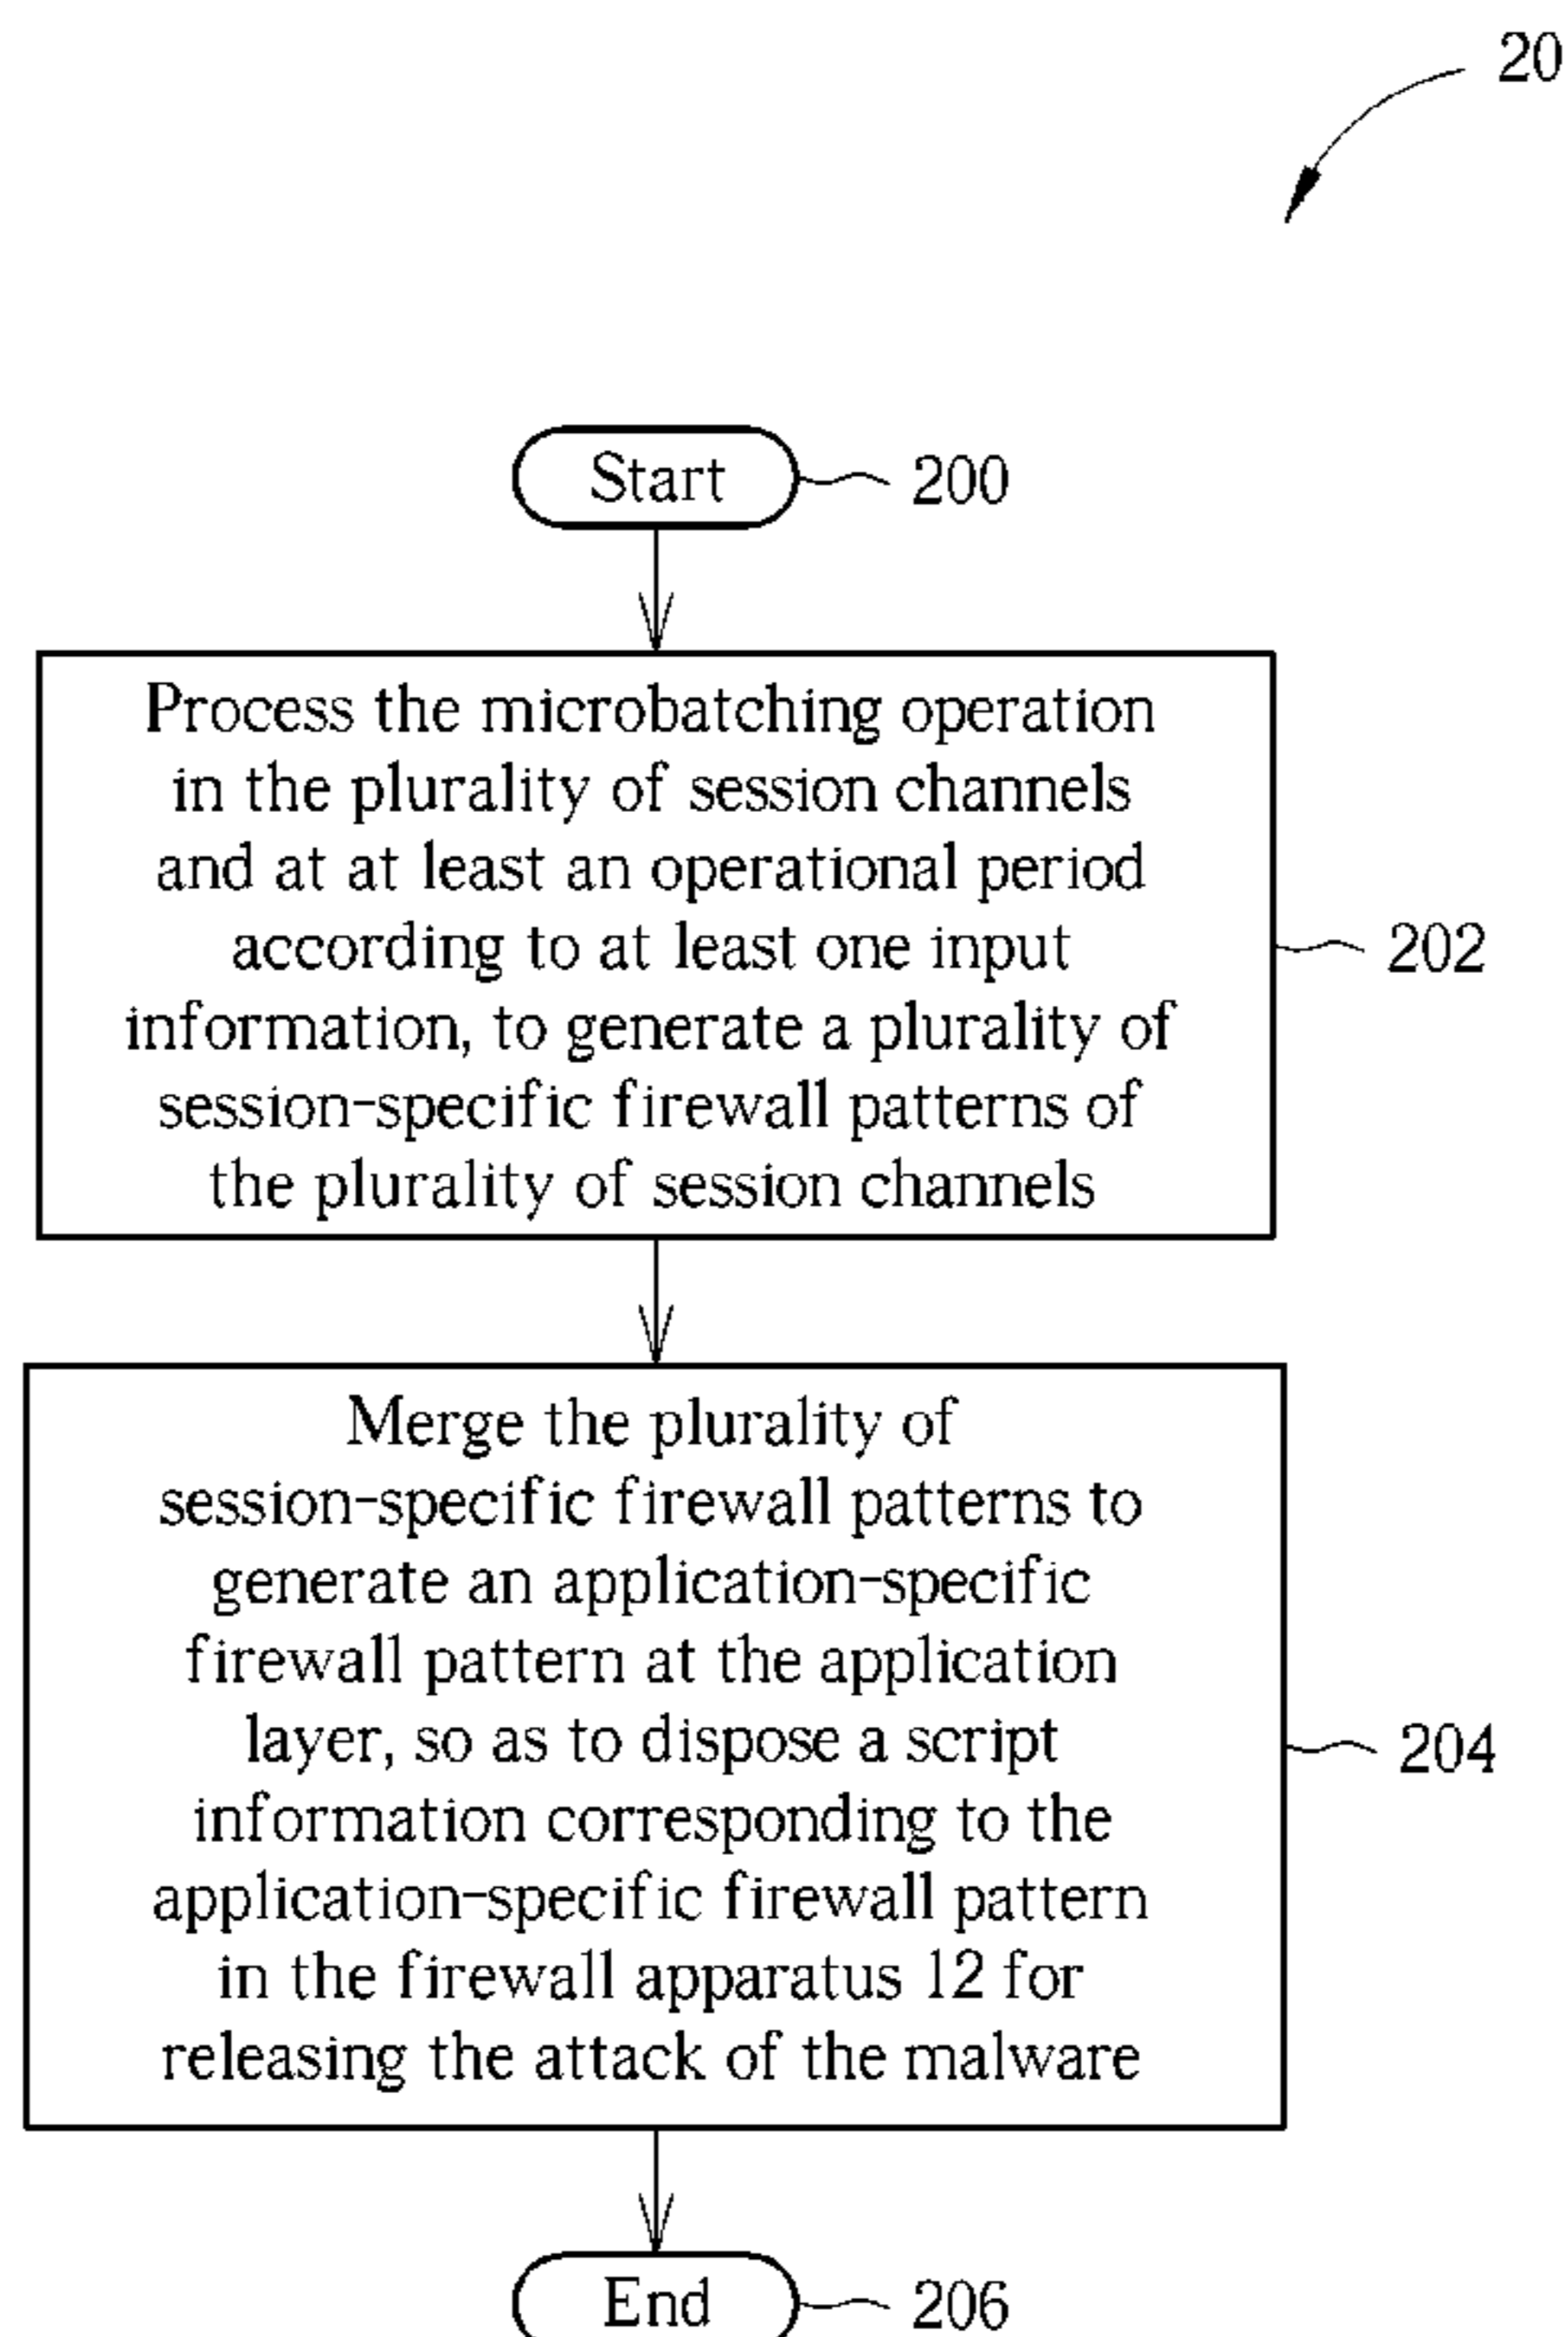 20
Start
200
Process the microbatching operation
in the plurality of session channels
and at at least an operational period
according to at least one input
information, to generate a plurality of
session-specific firewall patterns of
the plurality of session channels
202
Merge the plurality of
session-specific firewall patterns to
generate an application-specific
firewall pattern at the application
layer, so as to dispose a script
information corresponding to the
application-specific firewall pattern
in the firewall apparatus 12 for
releasing the attack of the malware
204
End
206